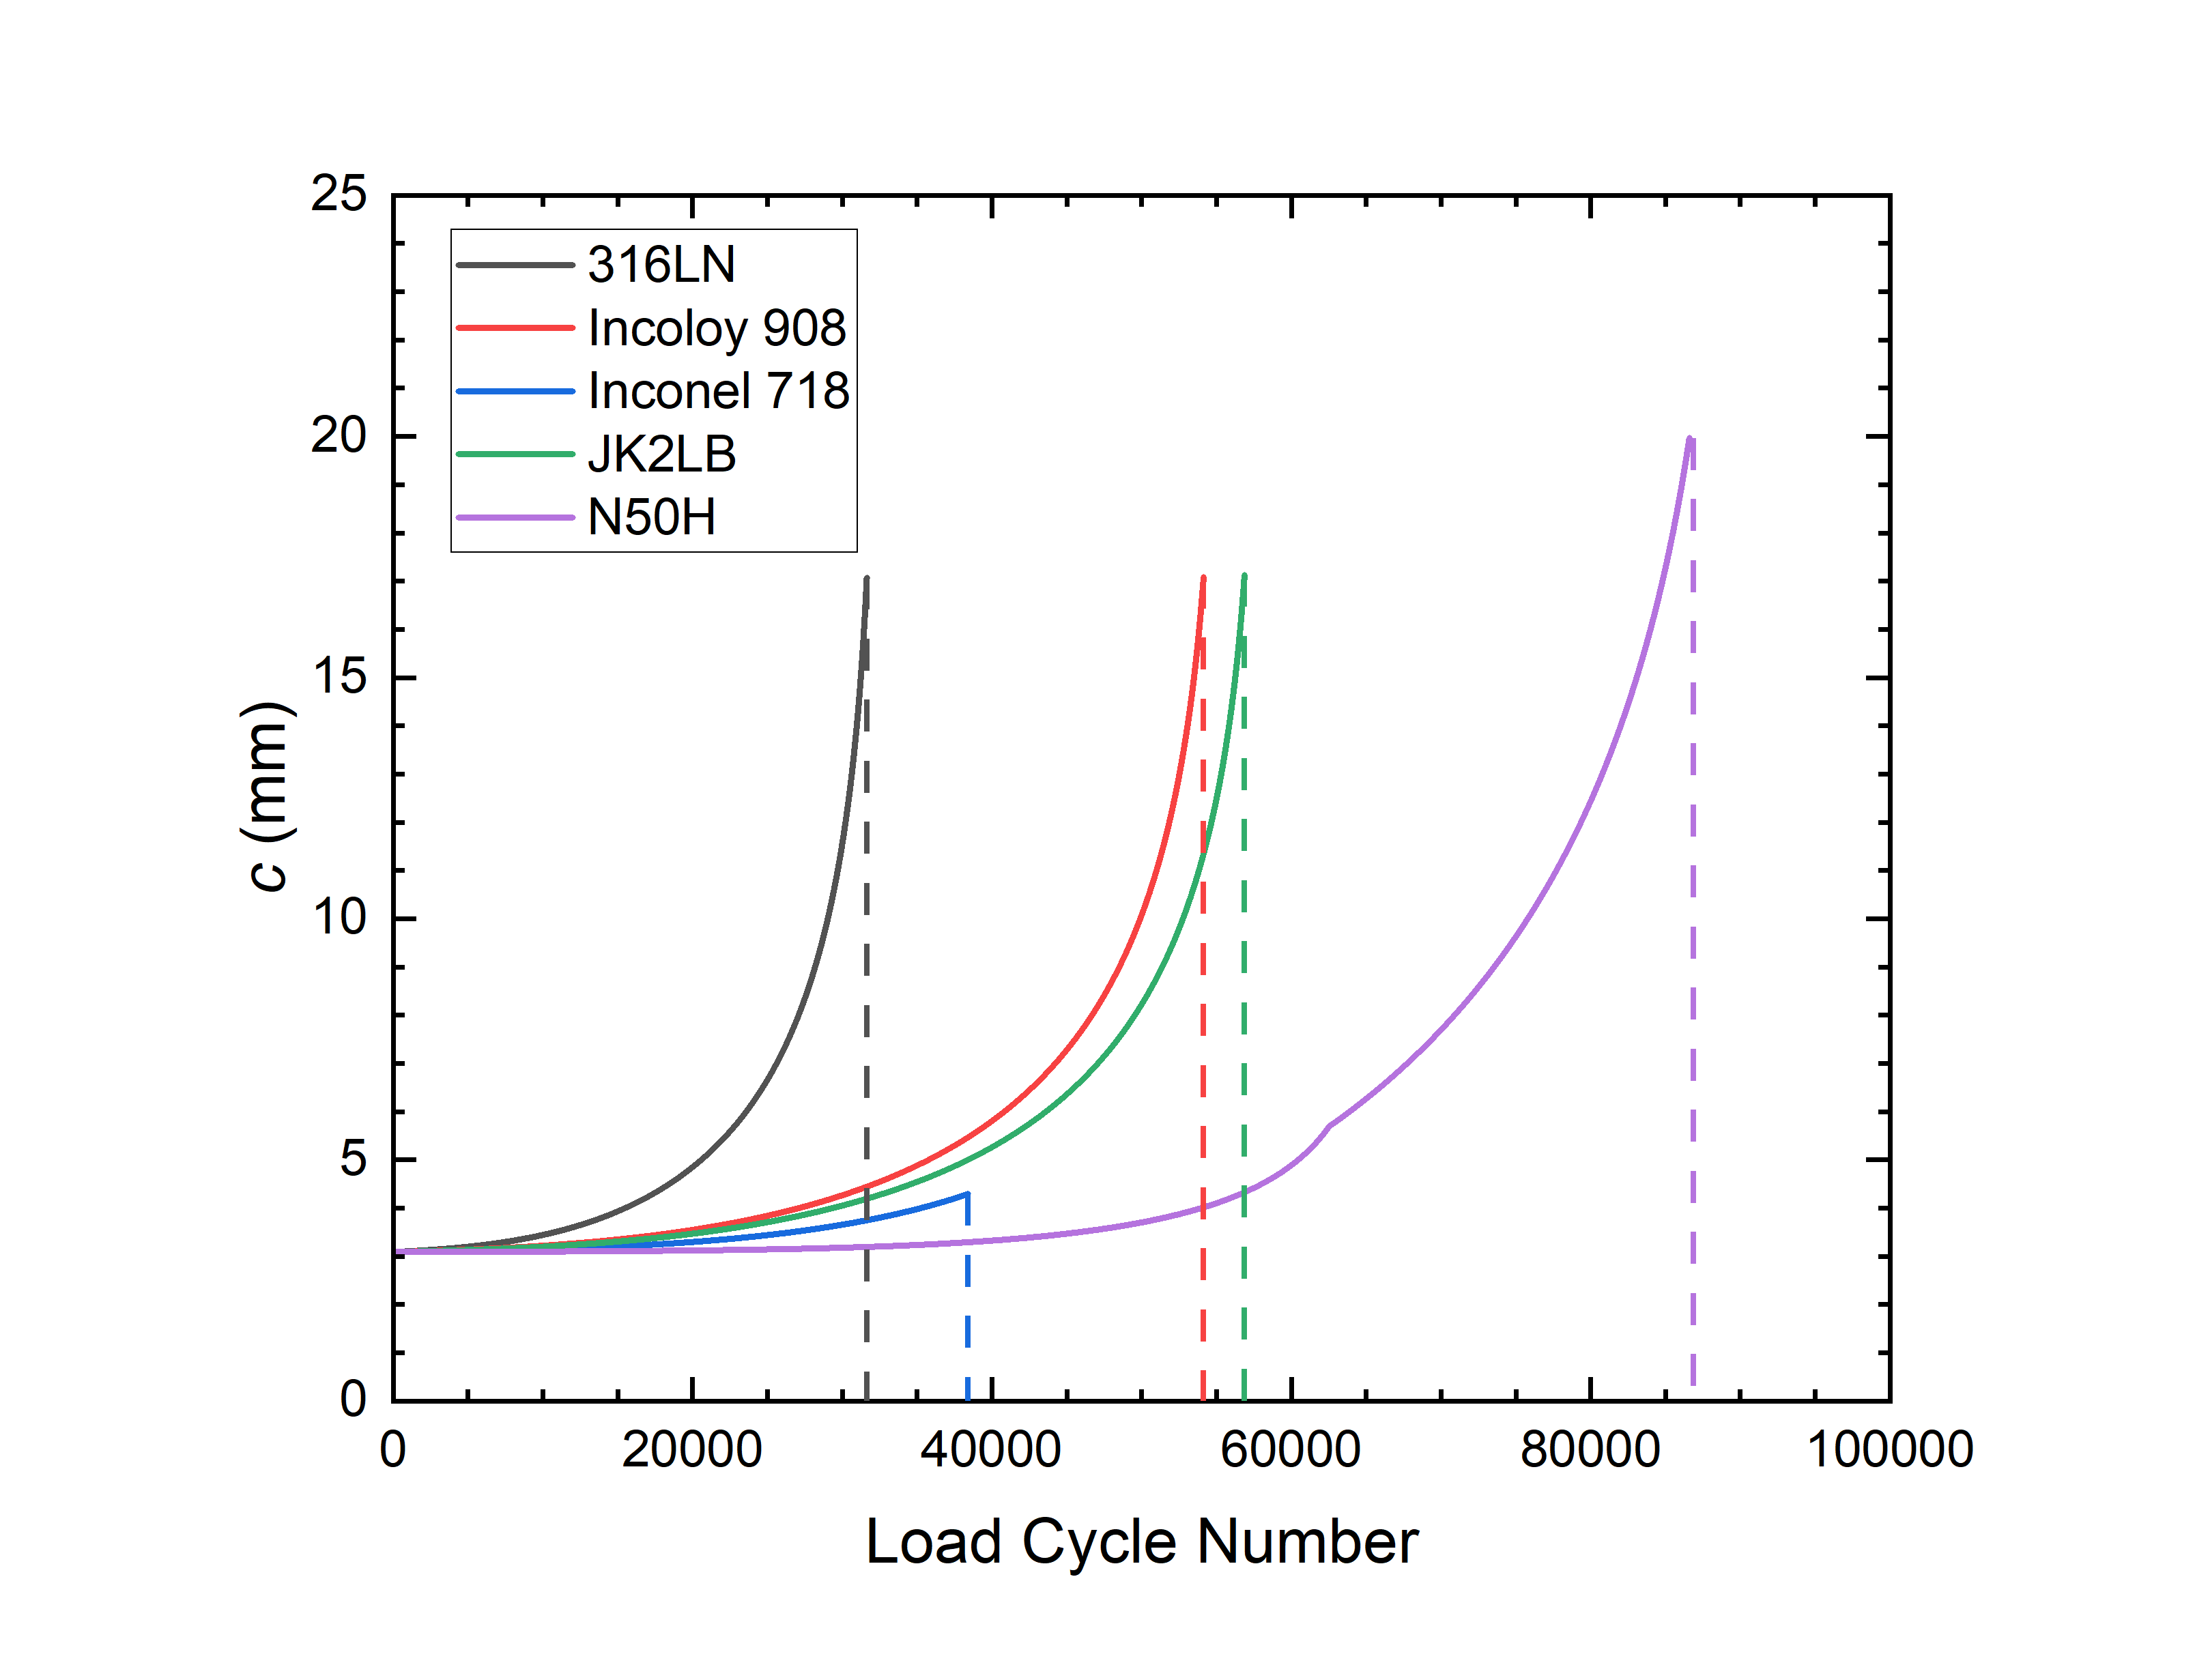 25
20
15
10
5
0
c (mm)
316LN
Incoloy 908
Inconel 718
JK2LB
N50H
0 20000 40000 60000 80000 100000
Load Cycle Number